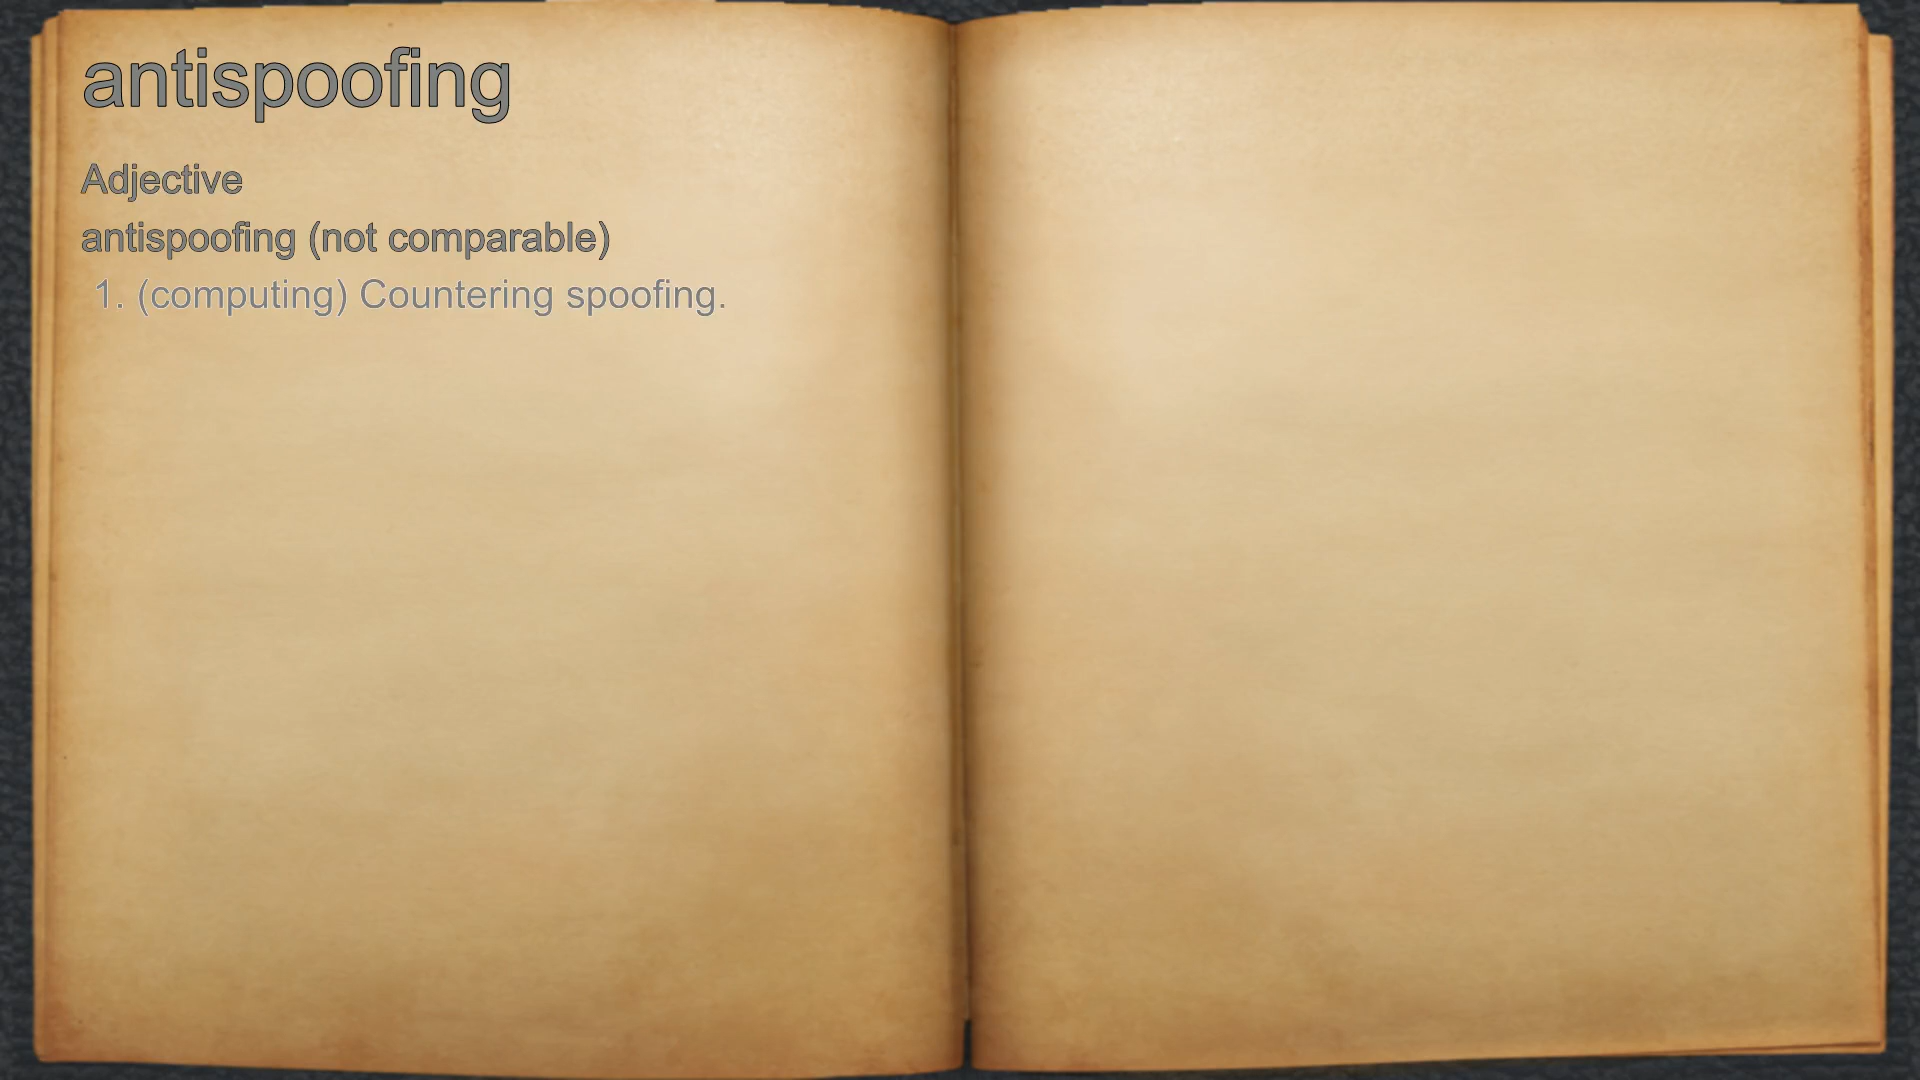 antispoofing
Adjective
antispoofing (not comparable)
1. (computing) Countering spoofing.